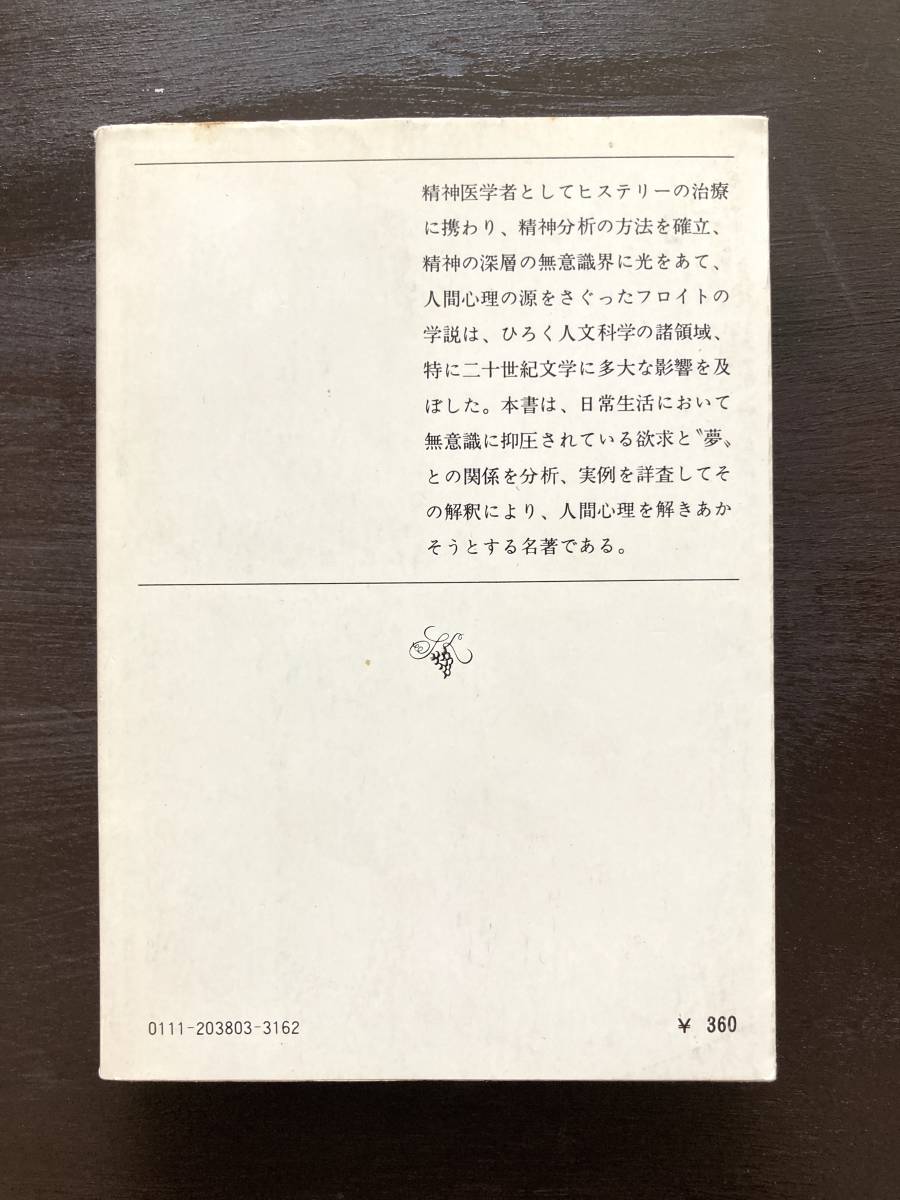 精神医学者としてヒステリーの治療
に携わり、精神分析の方法を確立、
精神の深層の無意識界に光をあて、
人間心理の源をさぐったフロイトの
学説は、ひろく人文科学の諸領域、
特に二十世紀文学に多大な影響を及
ぼした。本書は、日常生活において
無意識に抑圧されている欲求と〝夢〟
との関係を分析、実例を詳査してそ
の解釈により、人間心理を解きあか
そうとする名著である。
SK
0111-203803-3162
¥ 360